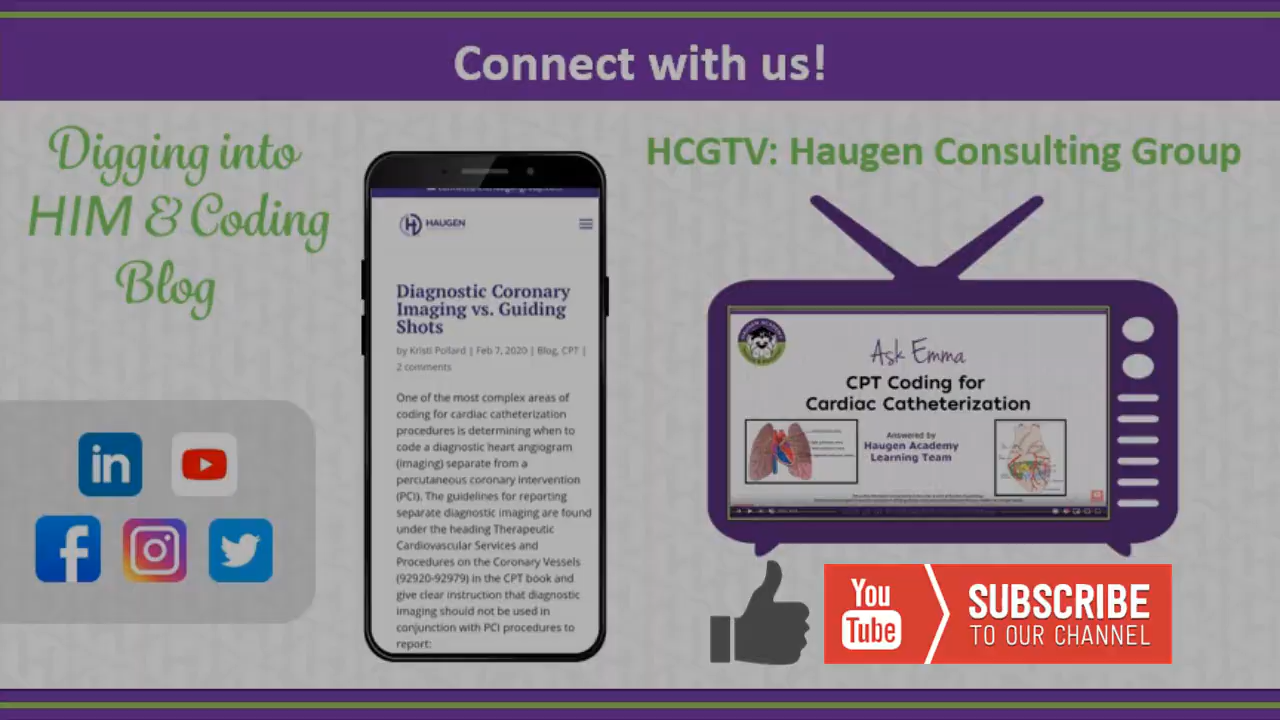 Connect with us!
Digging into
HIM & Coding
Blog
HAUGEN
Diagnostic Coronary
Imaging vs. Guiding
Shots
by Kristi Pollard | Feb 7, 2020 | Blog, CPT |
2 comments
One of the most complex areas of
coding for cardiac catheterization
procedures is determining when to
code a diagnostic heart angiogram
(imaging) separate from a
percutaneous coronary intervention
(PCI). The guidelines for reporting
separate diagnostic imaging are found
under the heading Therapeutic
Cardiovascular Services and
Procedures on the Coronary Vessels
(92920-92979) in the CPT book and
give clear instruction that diagnostic
imaging should not be used in
conjunction with PCI procedures to
report:
HCGTV: Haugen Consulting Group
Ask Emma
CPT Coding for
Cardiac Catheterization
Answered by
Haugen Academy
Learning Team
in
f
You
Tube
SUBSCRIBE
TO OUR CHANNEL